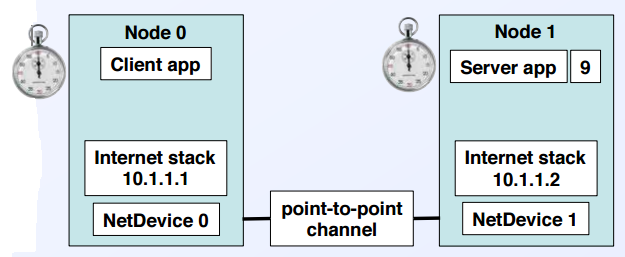 Node 0
Client app
Internet stack
10.1.1.1
NetDevice 0
point-to-point
channel
Node 1
Server app 9
Internet stack
10.1.1.2
NetDevice 1